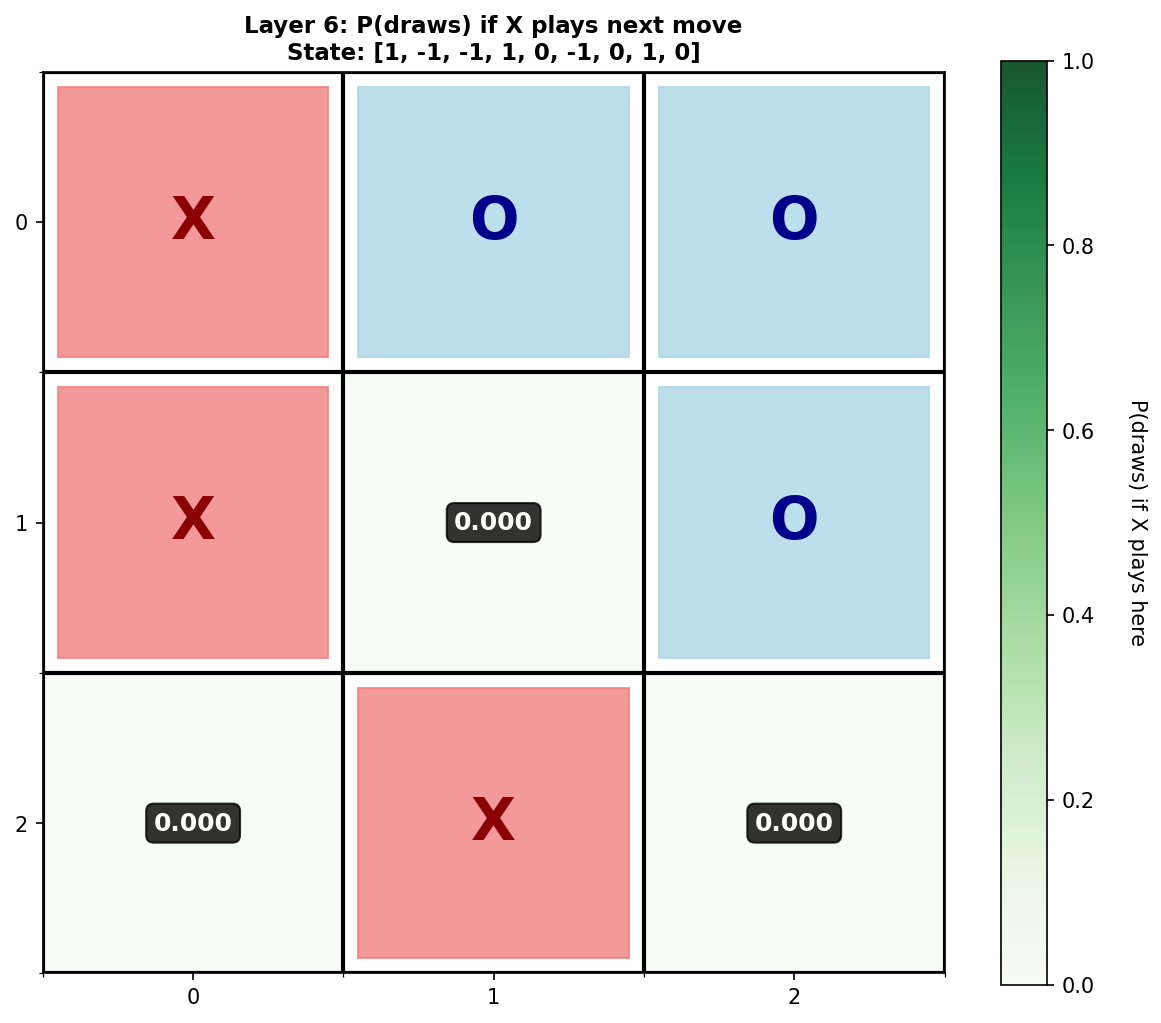 Layer 6: P(draws) if X plays next move
State: [1, -1, -1, 1, 0, -1, 0, 1, 0]
X O O
0
X 0.000 O
1
0.000 X 0.000
2
0 1 2
1.0
0.8
0.6
0.4
0.2
0.0
P(draws) if X plays here